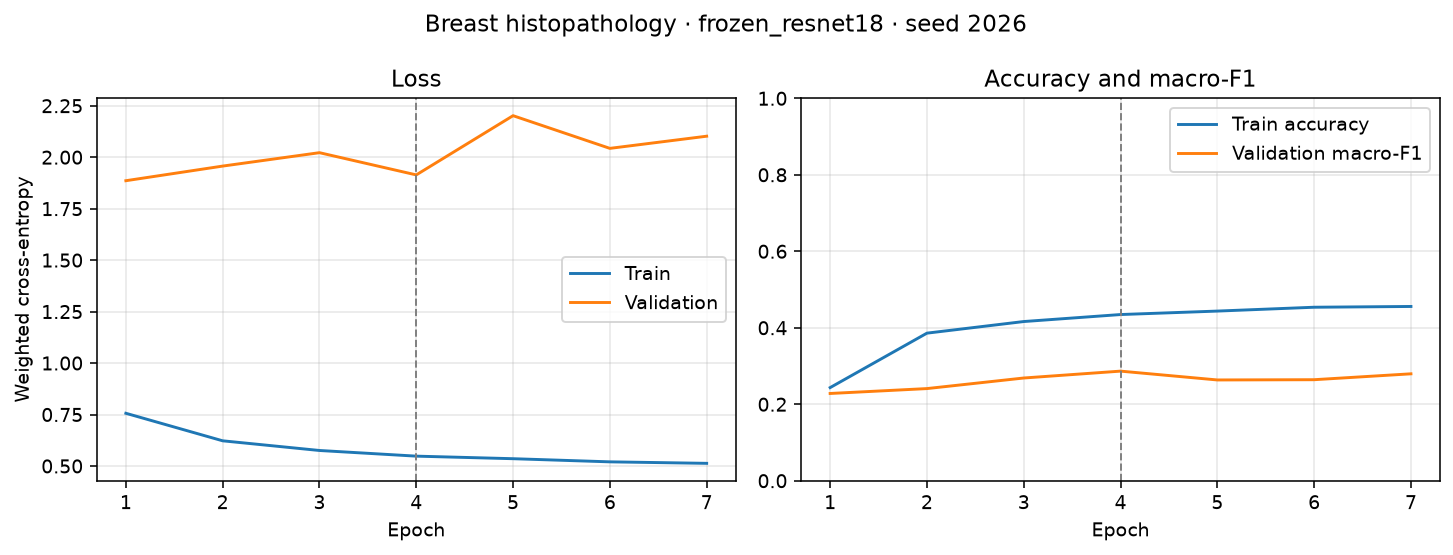 Breast histopathology · frozen_resnet18 · seed 2026
Loss
Weighted cross-entropy
2.25
2.00
1.75
1.50
1.25
1.00
0.75
0.50
Train
Validation
1 2 3 4 5 6 7
Epoch
Accuracy and macro-F1
1.0
0.8
0.6
0.4
0.2
0.0
Train accuracy
Validation macro-F1
1 2 3 4 5 6 7
Epoch